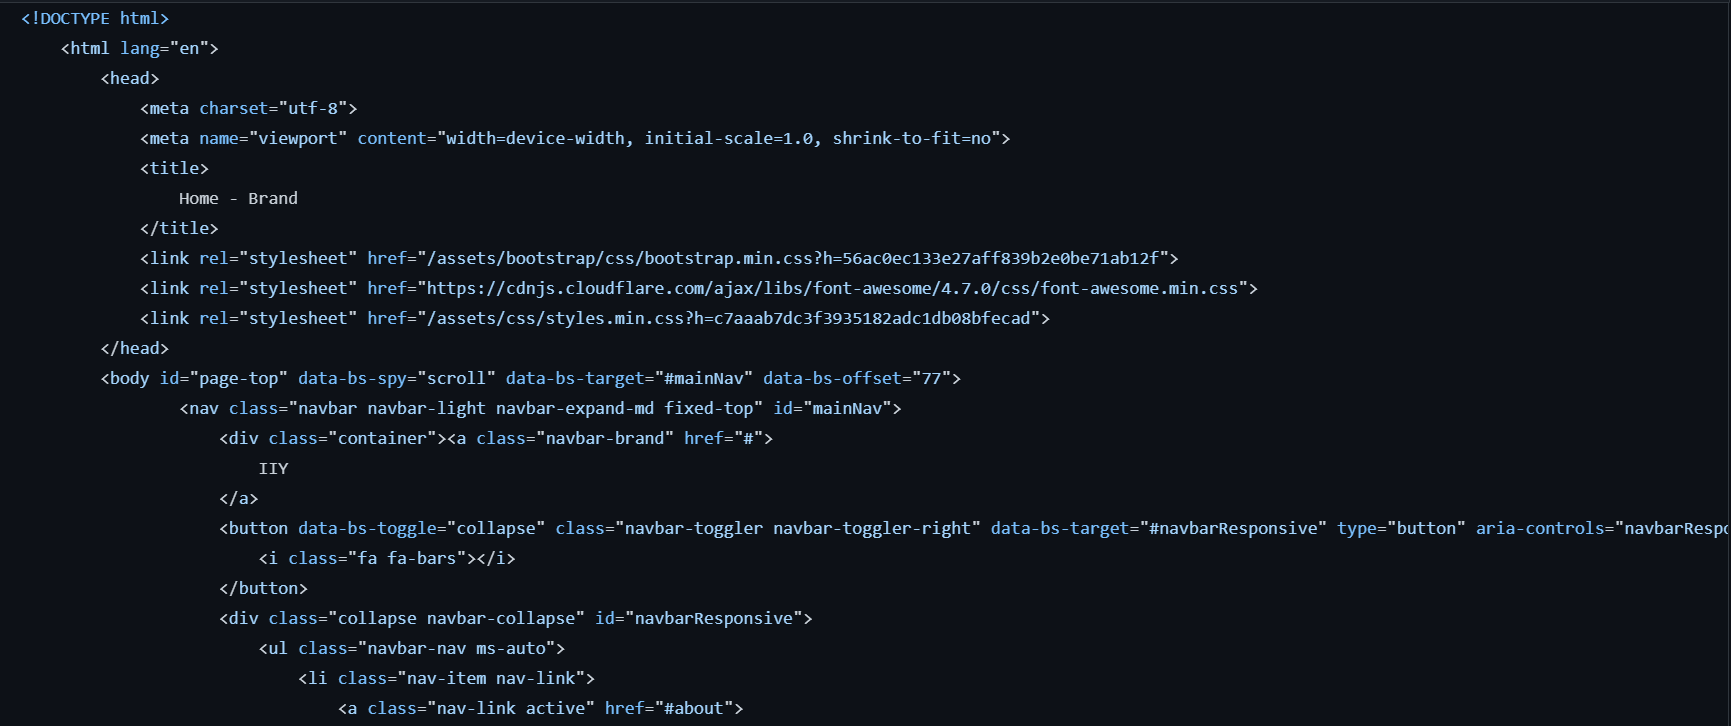 <!DOCTYPE html>
<html lang="en">
<head>
<meta charset="utf-8">
<meta name="viewport" content="width=device-width, initial-scale=1.0, shrink-to-fit=no">
<title>
Home - Brand
</title>
<link rel="stylesheet" href="/assets/bootstrap/css/bootstrap.min.css?h=56ac0ec133e27aff839b2e0be71ab12f">
<link rel="stylesheet" href="https://cdnjs.cloudflare.com/ajax/libs/font-awesome/4.7.0/css/font-awesome.min.css">
<link rel="stylesheet" href="/assets/css/styles.min.css?h=c7aaab7dc3f3935182adc1db08bfecad">
</head>
<body id="page-top" data-bs-spy="scroll" data-bs-target="#mainNav" data-bs-offset="77">
<nav class="navbar navbar-light navbar-expand-md fixed-top" id="mainNav">
<div class="container"><a class="navbar-brand" href="#">
IIY
</a>
<button data-bs-toggle="collapse" class="navbar-toggler navbar-toggler-right" data-bs-target="#navbarResponsive" type="button" aria-controls="navbarRespo
<i class="fa fa-bars"></i>
</button>
<div class="collapse navbar-collapse" id="navbarResponsive">
<ul class="navbar-nav ms-auto">
<li class="nav-item nav-link">
<a class="nav-link active" href="#about">